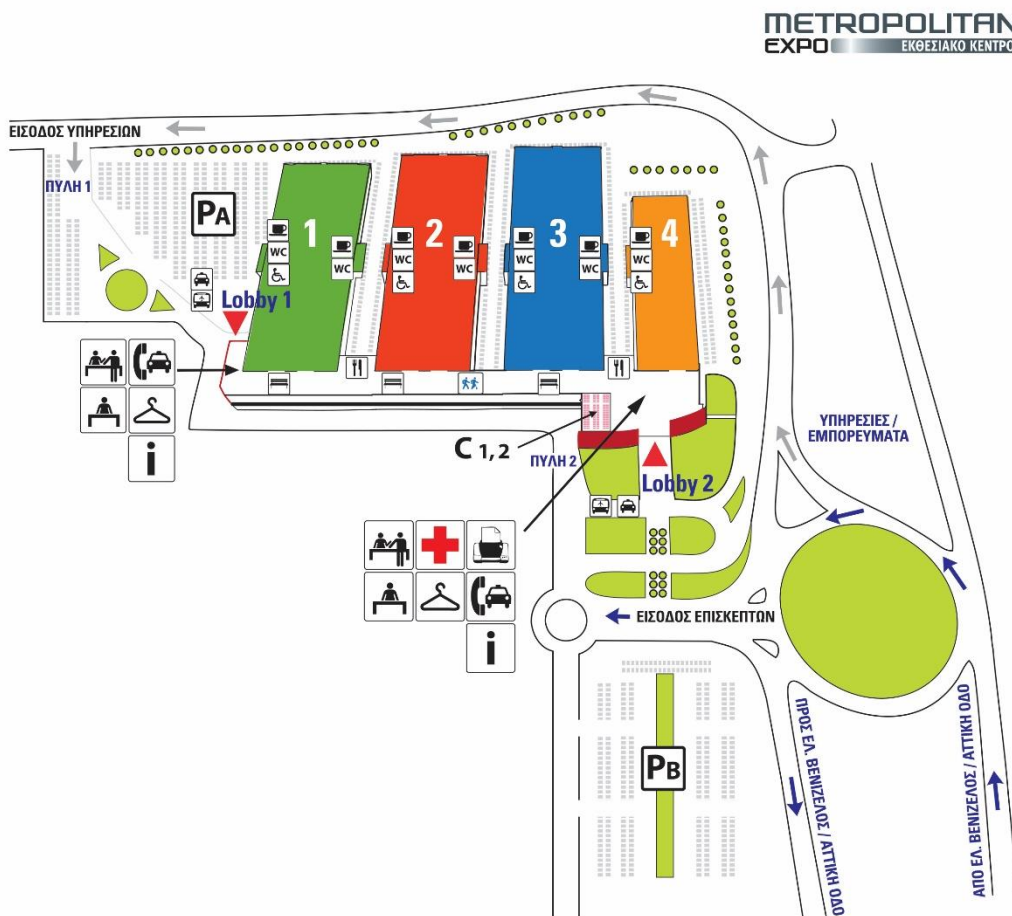 METROPOLITAN
EXPO ΕΚΘΕΣΙΑΚΟ ΚΕΝΤΡΟ
ΕΙΣΟΔΟΣ ΥΠΗΡΕΣΙΩΝ
ΠΥΛΗ 1
PA
1
2
3
4
WC
WC
WC
WC
WC
WC
WC
Lobby 1
C 1,2
ΠΥΛΗ 2
Lobby 2
ΥΠΗΡΕΣΙΕΣ /
ΕΜΠΟΡΕΥΜΑΤΑ
i
i
ΕΙΣΟΔΟΣ ΕΠΙΣΚΕΠΤΩΝ
PB
ΠΡΟΣ ΕΛ. ΒΕΝΙΖΕΛΟΣ / ΑΤΤΙΚΗ ΟΔΟ
ΑΠΟ ΕΛ. ΒΕΝΙΖΕΛΟΣ / ΑΤΤΙΚΗ ΟΔΟ